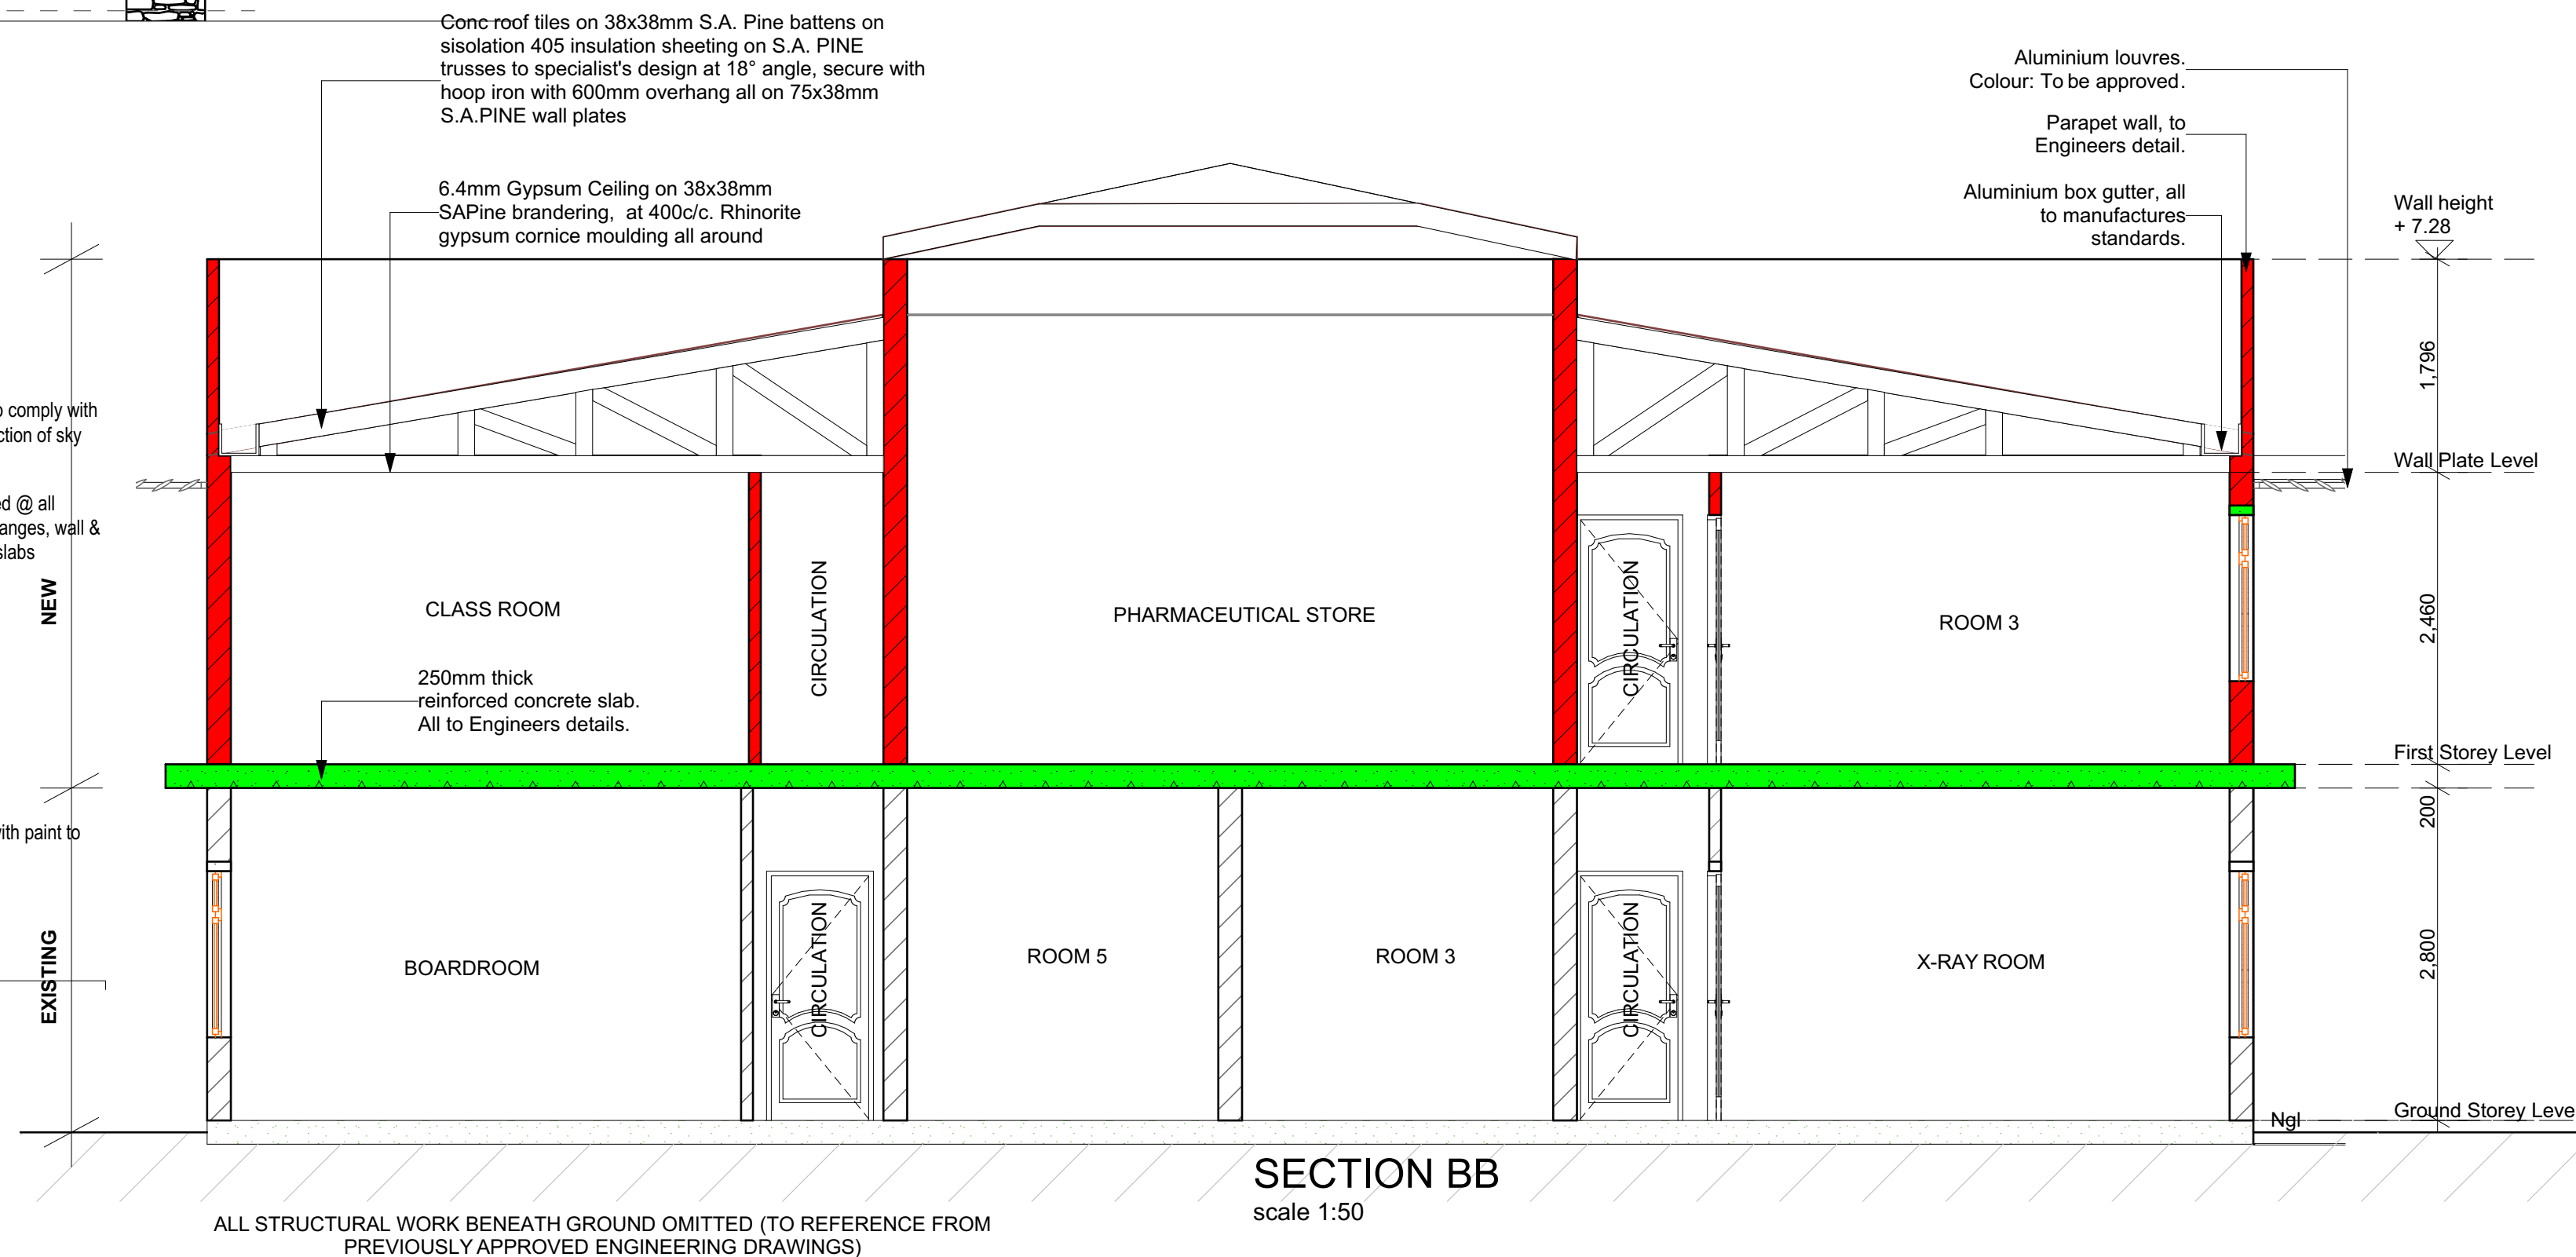 Conc roof tiles on 38x38mm S.A. Pine battens on
sisolation 405 insulation sheeting on S.A. PINE
trusses to specialist's design at 18° angle, secure with
hoop iron with 600mm overhang all on 75x38mm
S.A.PINE wall plates
6.4mm Gypsum Ceiling on 38x38mm
SAPine brandering, at 400c/c. Rhinorite
gypsum cornice moulding all around
Aluminium louvres.
Colour: To be approved.
Parapet wall, to
Engineers detail.
Aluminium box gutter, all
to manufactures
standards.
Wall height
+ 7.28
1,796
o comply with
ction of sky
Wall Plate Level
ed @ all
anges, wall &
slabs
NEW
CLASS ROOM
CIRCULATION
PHARMACEUTICAL STORE
CIRCULATION
ROOM 3
2,460
250mm thick
reinforced concrete slab.
All to Engineers details.
First Storey Level
200
with paint to
EXISTING
BOARDROOM
CIRCULATION
ROOM 5
ROOM 3
CIRCULATION
X-RAY ROOM
2,800
Ngl
Ground Storey Leve
SECTION BB
scale 1:50
ALL STRUCTURAL WORK BENEATH GROUND OMITTED (TO REFERENCE FROM
PREVIOUSLY APPROVED ENGINEERING DRAWINGS)